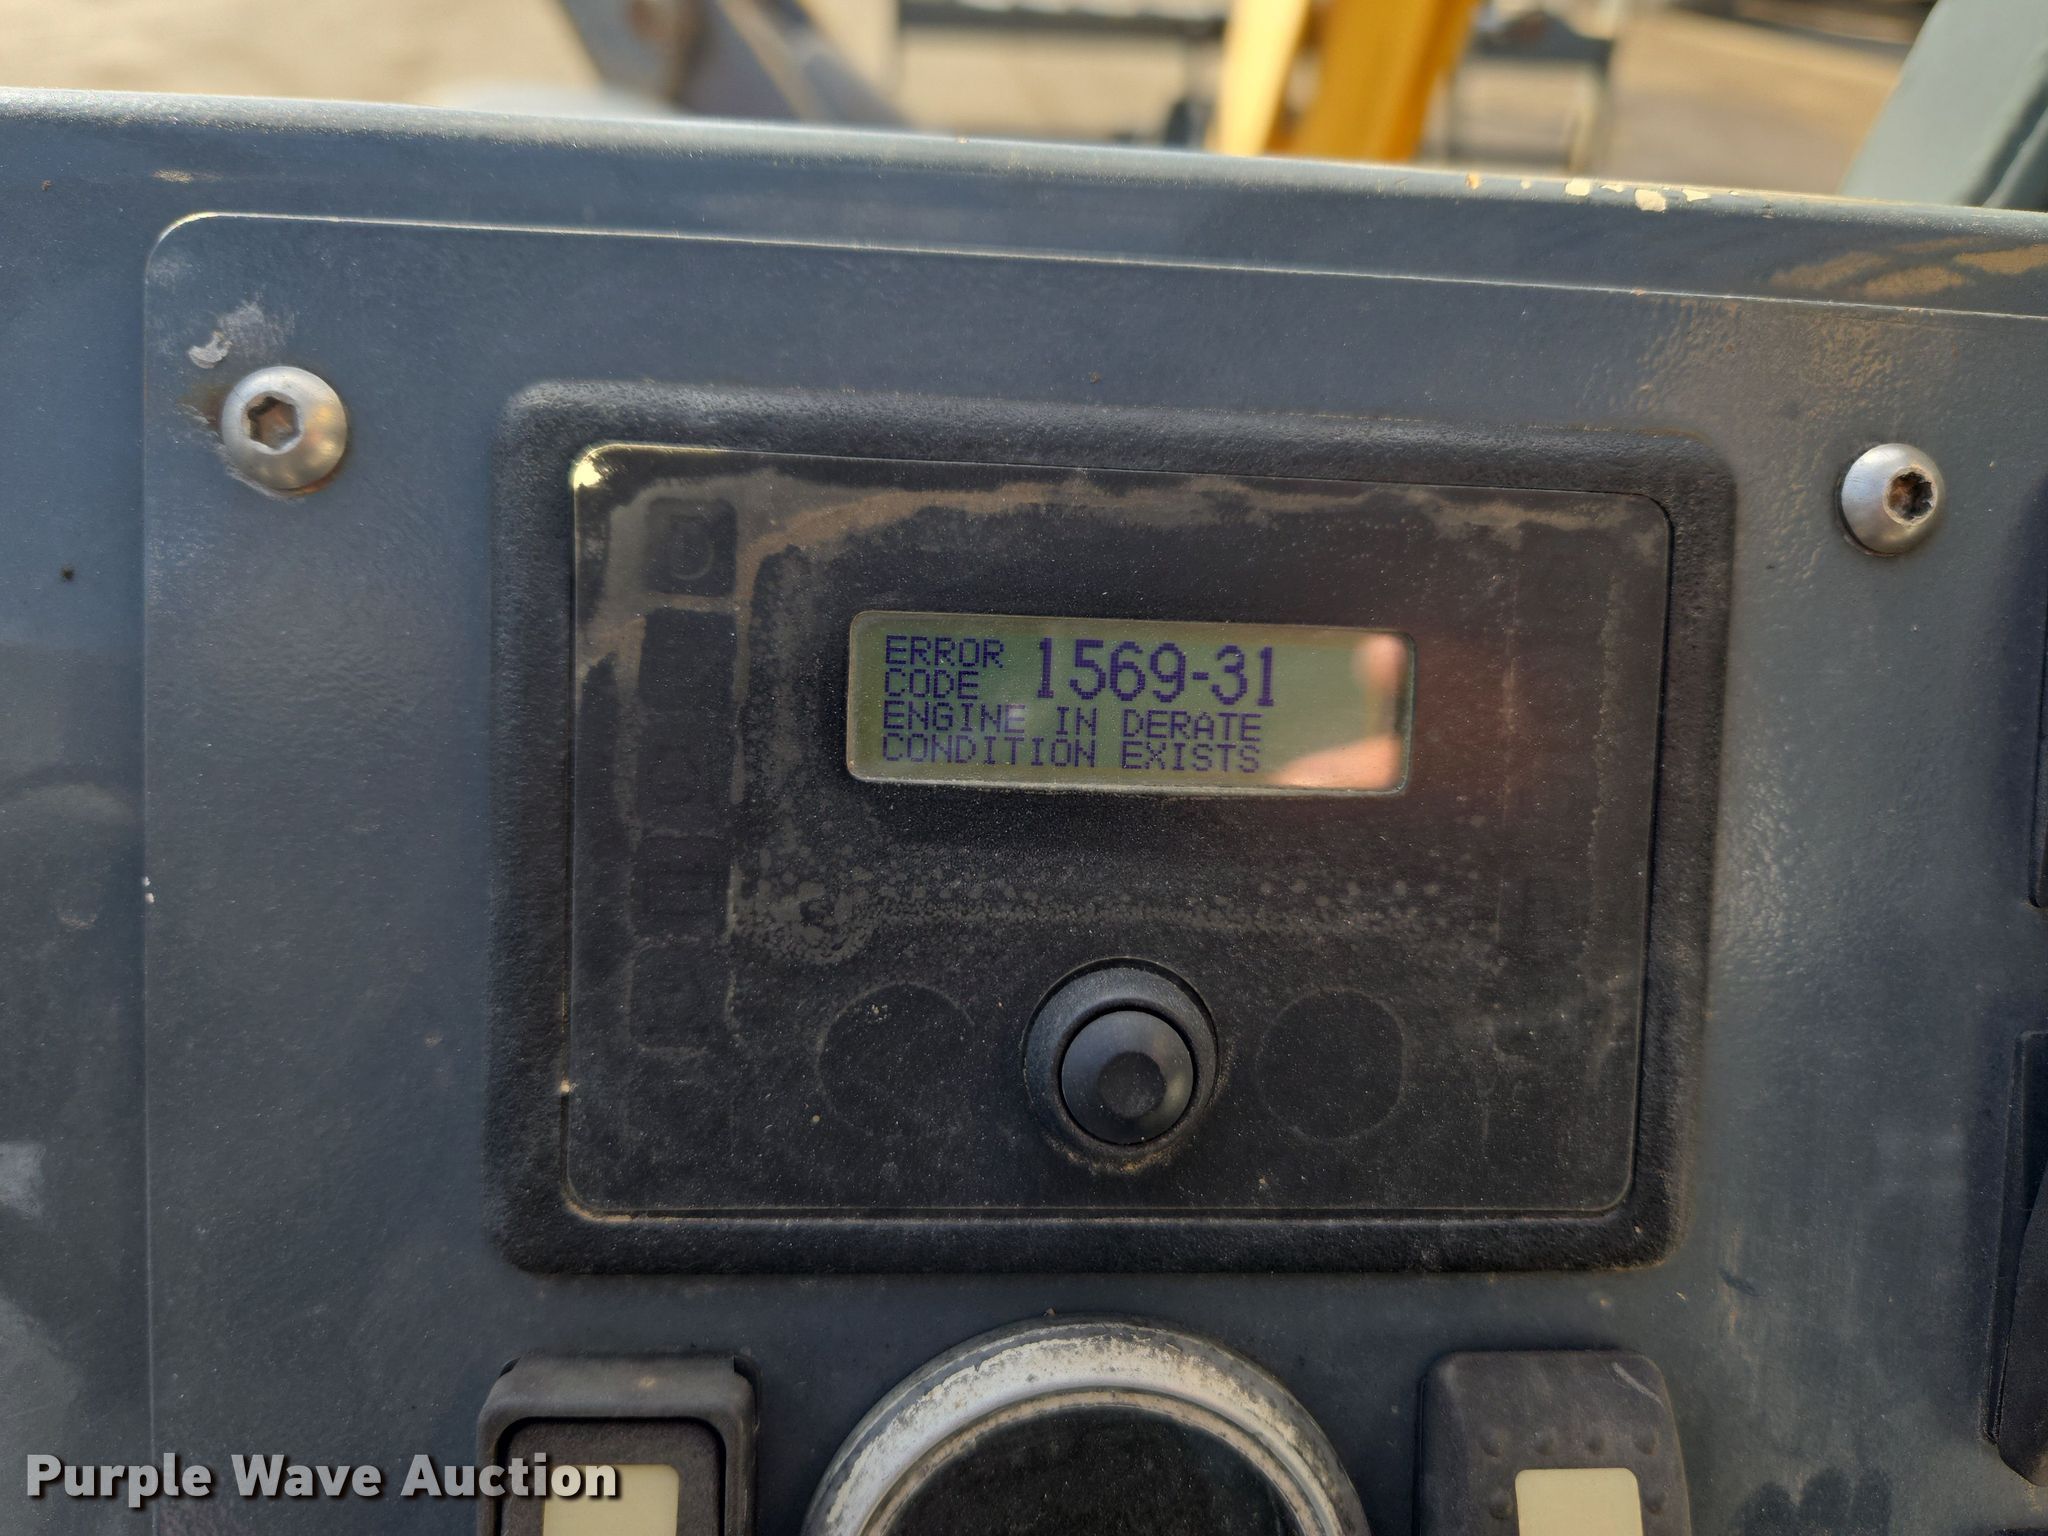 ERROR CODE 1569-31
ENGINE IN DERATE
CONDITION EXISTS
Purple Wave Auction